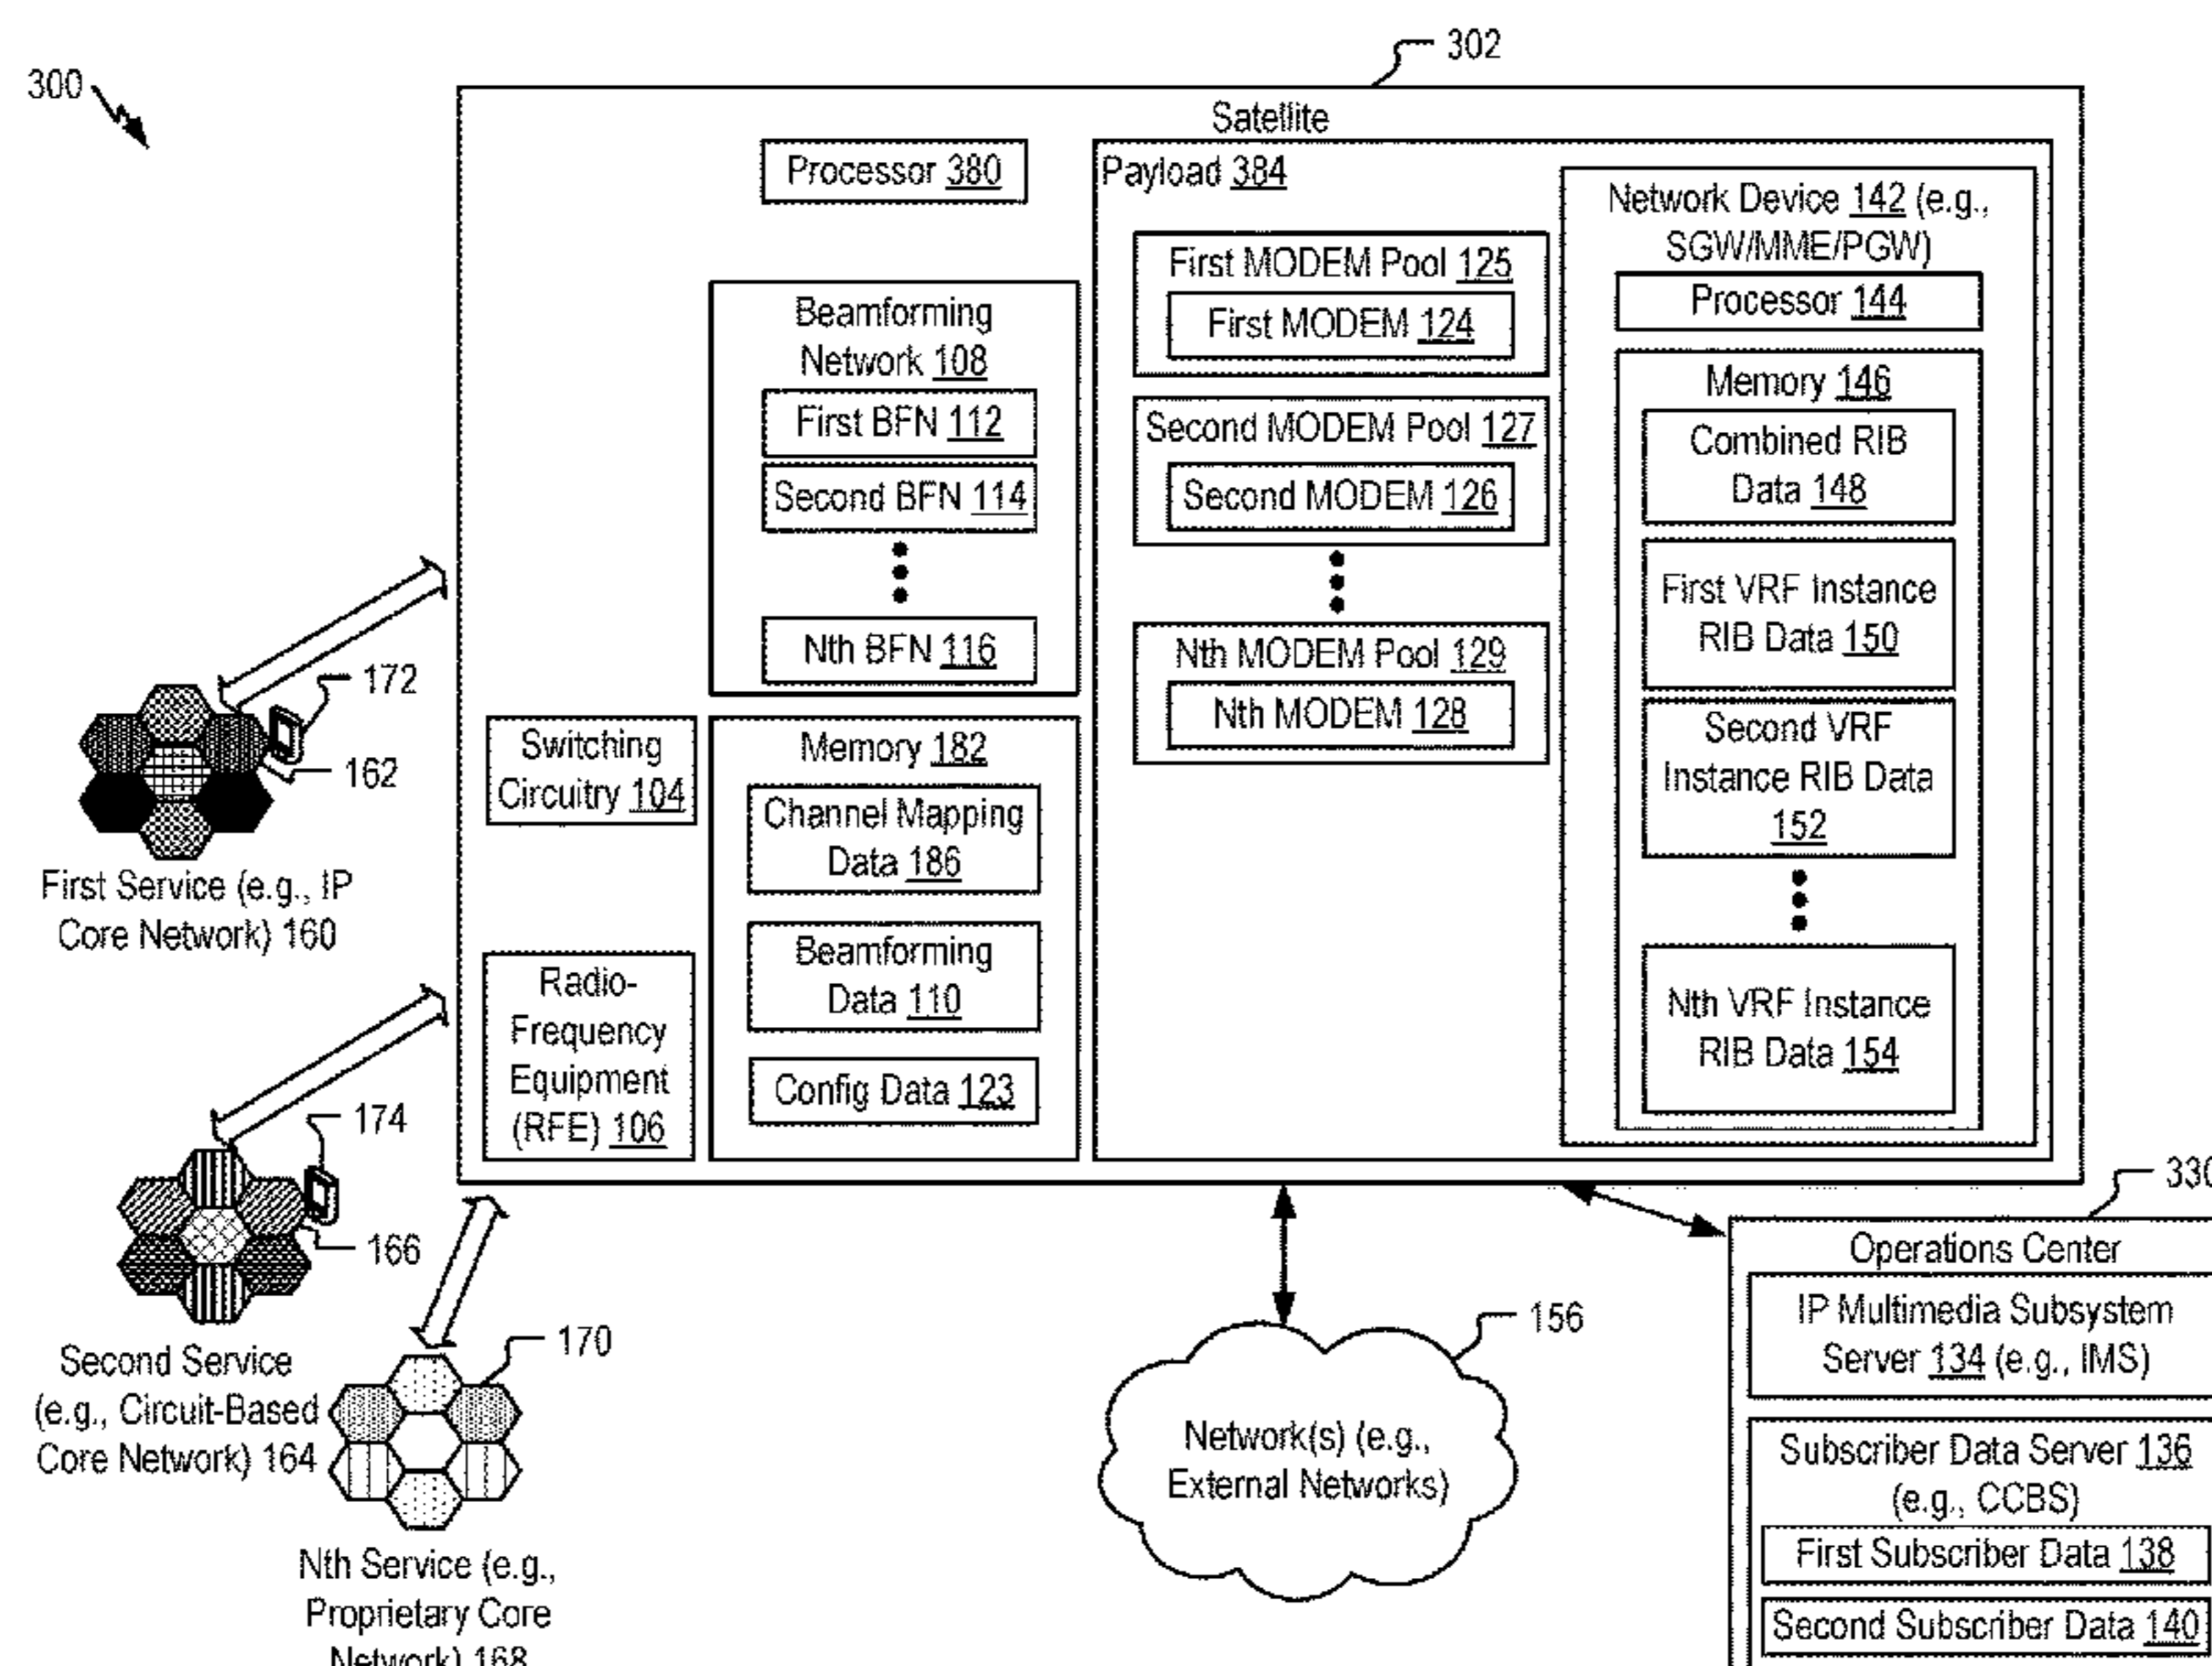 300
302
Satellite
Processor 380
Beamforming
Network 108
First BFN 112
Second BFN 114
Nth BFN 116
Switching
Circuitry 104
Radio-
Frequency
Equipment
(RFE) 106
Memory 182
Channel Mapping
Data 186
Beamforming
Data 110
Config Data 123
Payload 384
First MODEM Pool 125
First MODEM 124
Second MODEM Pool 127
Second MODEM 126
Nth MODEM Pool 129
Nth MODEM 128
Network Device 142 (e.g.,
SGW/MME/PGW)
Processor 144
Memory 146
Combined RIB
Data 148
First VRF Instance
RIB Data 150
Second VRF
Instance RIB Data
152
Nth VRF Instance
RIB Data 154
172
162
First Service (e.g., IP
Core Network) 160
174
166
Second Service
(e.g., Circuit-Based
Core Network) 164
170
Nth Service (e.g.,
Proprietary Core
Network) 168
156
Network(s) (e.g.,
External Networks)
330
Operations Center
IP Multimedia Subsystem
Server 134 (e.g., IMS)
Subscriber Data Server 136
(e.g., CCBS)
First Subscriber Data 138
Second Subscriber Data 140